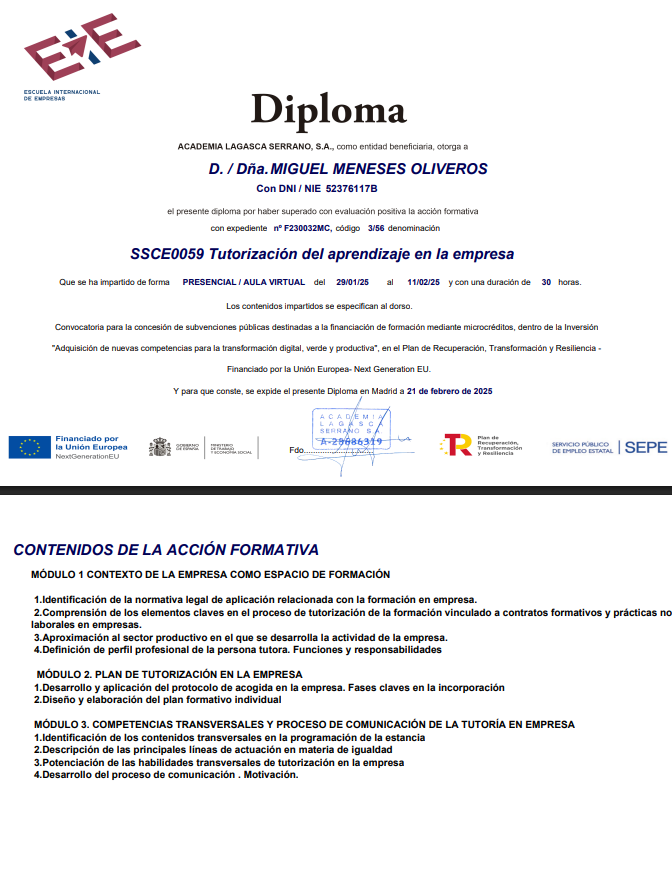 EiE
ESCUELA INTERNACIONAL
DE EMPRESAS
Diploma
ACADEMIA LAGASCA SERRANO, S.A., como entidad beneficiaria, otorga a
D. / Dña. MIGUEL MENESES OLIVEROS
Con DNI / NIE 52376117B
el presente diploma por haber superado con evaluación positiva la acción formativa
con expediente nº F230032MC, código 3/56 denominación
SSCE0059 Tutorización del aprendizaje en la empresa
Que se ha impartido de forma PRESENCIAL / AULA VIRTUAL del 29/01/25 al 11/02/25 y con una duración de 30 horas.
Los contenidos impartidos se especifican al dorso.
Convocatoria para la concesión de subvenciones públicas destinadas a la financiación de formación mediante microcréditos, dentro de la Inversión
"Adquisición de nuevas competencias para la transformación digital, verde y productiva", en el Plan de Recuperación, Transformación y Resiliencia -
Financiado por la Unión Europea- Next Generation EU.
Y para que conste, se expide el presente Diploma en Madrid a 21 de febrero de 2025
ACADEMIA
LAGASCA
SERRANO S.A
A-28686319
Fdo.
Financiado por
la Unión Europea
NextGenerationEU
GOBIERNO
DE ESPAÑA
MINISTERIO
DE TRABAJO
Y ECONOMÍA SOCIAL
Plan de
Recuperación,
Transformación
y Resiliencia
SERVICIO PÚBLICO
DE EMPLEO ESTATAL
SEPE
CONTENIDOS DE LA ACCIÓN FORMATIVA
MÓDULO 1 CONTEXTO DE LA EMPRESA COMO ESPACIO DE FORMACIÓN
1.Identificación de la normativa legal de aplicación relacionada con la formación en empresa.
2.Comprensión de los elementos claves en el proceso de tutorización de la formación vinculado a contratos formativos y prácticas no
laborales en empresas.
3.Aproximación al sector productivo en el que se desarrolla la actividad de la empresa.
4.Definición de perfil profesional de la persona tutora. Funciones y responsabilidades
MÓDULO 2. PLAN DE TUTORIZACIÓN EN LA EMPRESA
1.Desarrollo y aplicación del protocolo de acogida en la empresa. Fases claves en la incorporación
2.Diseño y elaboración del plan formativo individual
MÓDULO 3. COMPETENCIAS TRANSVERSALES Y PROCESO DE COMUNICACIÓN DE LA TUTORÍA EN EMPRESA
1.Identificación de los contenidos transversales en la programación de la estancia
2.Descripción de las principales líneas de actuación en materia de igualdad
3.Potenciación de las habilidades transversales de tutorización en la empresa
4.Desarrollo del proceso de comunicación . Motivación.